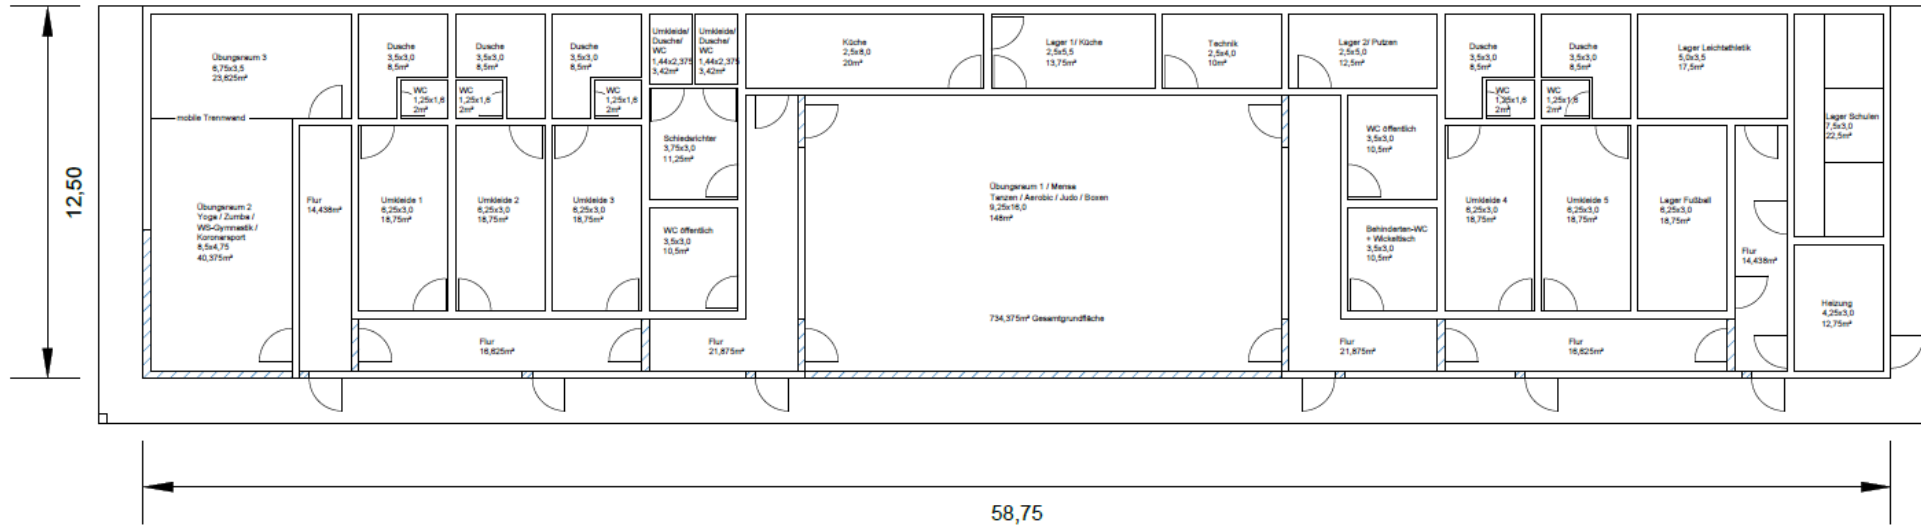 Übungsraum 3
6,75x3,5
23,625m²
Dusche
3,5x3,0
8,5m²
Dusche
3,5x3,0
8,5m²
Dusche
3,5x3,0
8,5m²
Umkleide/
Dusche/
WC
1,44x2,375
3,42m²
Umkleide/
Dusche/
WC
1,44x2,375
3,42m²
Küche
2,5x8,0
20m²
Lager 1/ Küche
2,5x5,5
13,75m²
Technik
2,5x4,0
10m²
Lager 2/ Putzen
2,5x5,0
12,5m²
Dusche
3,5x3,0
8,5m²
Dusche
3,5x3,0
8,5m²
Lager Leichtathletik
5,0x3,5
17,5m²
WC
1,25x1,6
2m²
WC
1,25x1,6
2m²
WC
1,25x1,6
2m²
WC
1,25x1,6
2m²
WC
1,25x1,6
2m²
mobile Trennwand
Lager Schulen
7,5x3,0
22,5m²
Schiedsrichter
3,75x3,0
11,25m²
WC öffentlich
3,5x3,0
10,5m²
12,50
Übungsraum 2
Yoga / Zumba /
WS-Gymnastik /
Koronarsport
8,5x4,75
40,375m²
Flur
14,438m²
Umkleide 1
6,25x3,0
18,75m²
Umkleide 2
6,25x3,0
18,75m²
Umkleide 3
6,25x3,0
18,75m²
WC öffentlich
3,5x3,0
10,5m²
Übungsraum 1 / Mensa
Tanzen / Aerobic / Judo / Boxen
9,25x16,0
148m²
Behinderten-WC
+ Wickeltisch
3,5x3,0
10,5m²
Umkleide 4
6,25x3,0
18,75m²
Umkleide 5
6,25x3,0
18,75m²
Lager Fußball
6,25x3,0
18,75m²
Flur
14,438m²
Heizung
4,25x3,0
12,75m²
734,375m² Gesamtgrundfläche
Flur
16,625m²
Flur
21,875m²
Flur
21,875m²
Flur
16,625m²
58,75